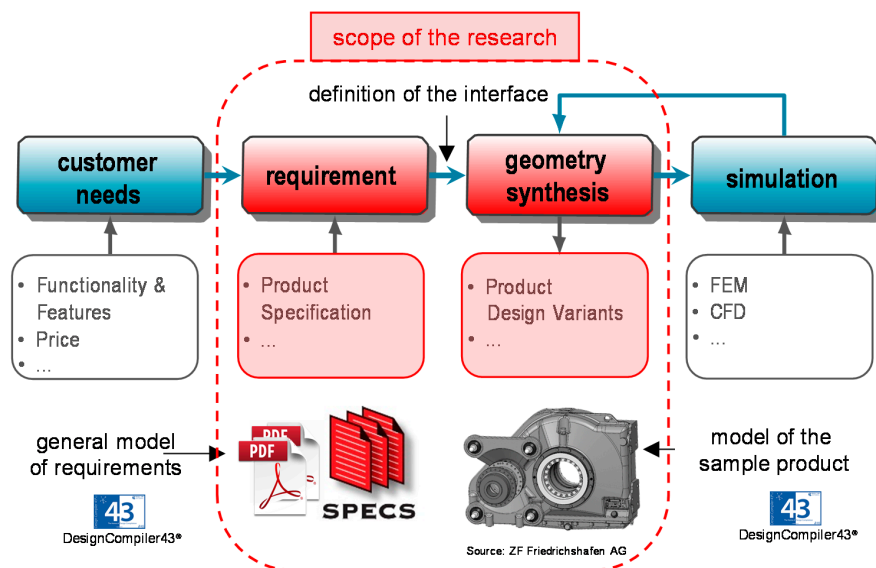 scope of the research
definition of the interface
customer
needs
requirement
geometry
synthesis
simulation
• Functionality &
Features
• Price
• ...
• Product
Specification
• ...
• Product
Design Variants
• ...
• FEM
• CFD
• ...
general model
of requirements
PDF
PDF
SPECS
model of the
sample product
43
DesignCompiler43®
Source: ZF Friedrichshafen AG
43
DesignCompiler43®